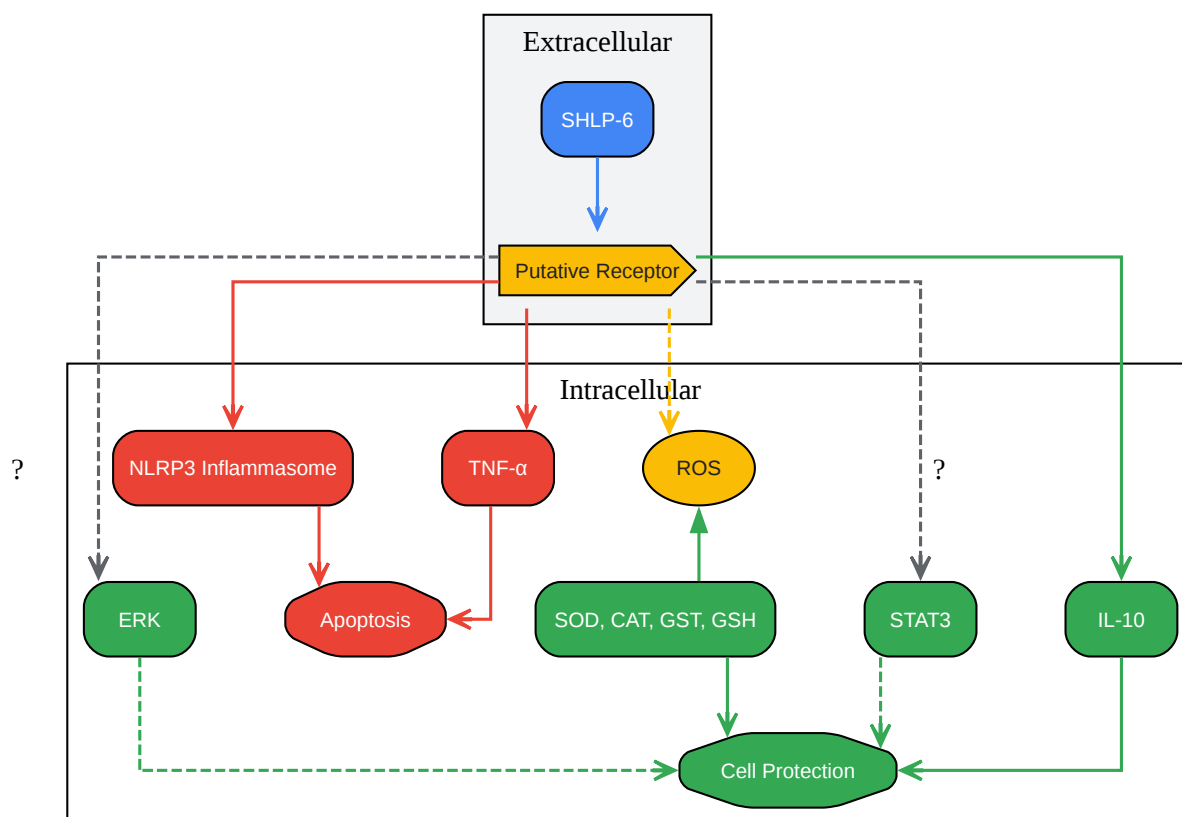 Extracellular
SHLP-6
Putative Receptor
Intracellular
?
NLRP3 Inflammasome
TNF-α
ROS
?
ERK
Apoptosis
SOD, CAT, GST, GSH
STAT3
IL-10
Cell Protection